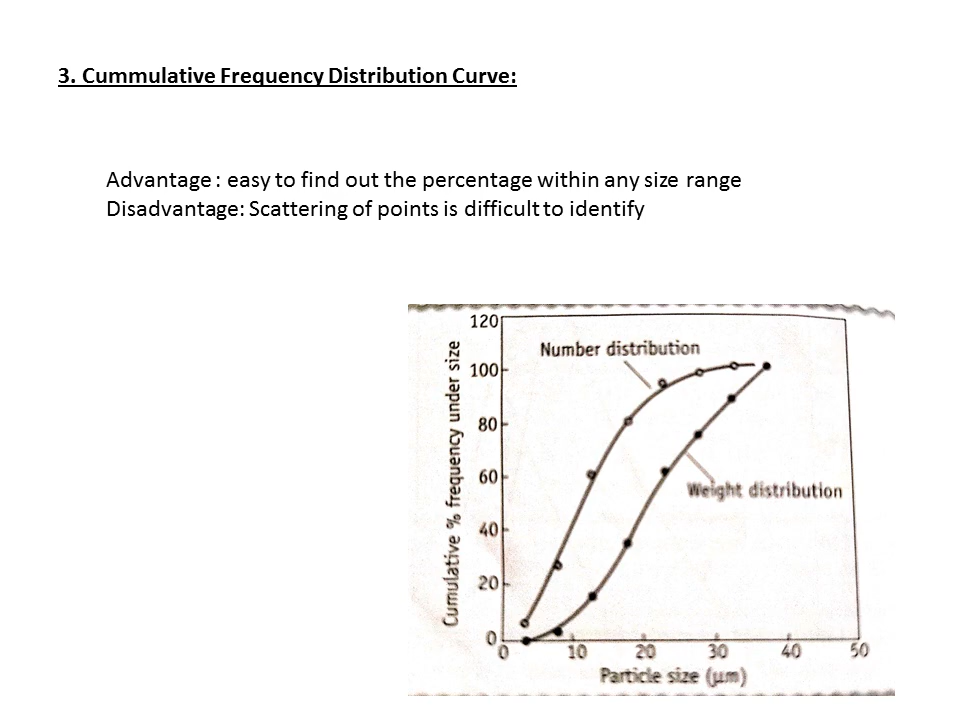 3. Cummulative Frequency Distribution Curve:
Advantage : easy to find out the percentage within any size range
Disadvantage: Scattering of points is difficult to identify
Cumulative % frequency under size
120
100
80
60
40
20
0
Number distribution
Weight distribution
0 10 20 30 40 50
Particle size (µm)